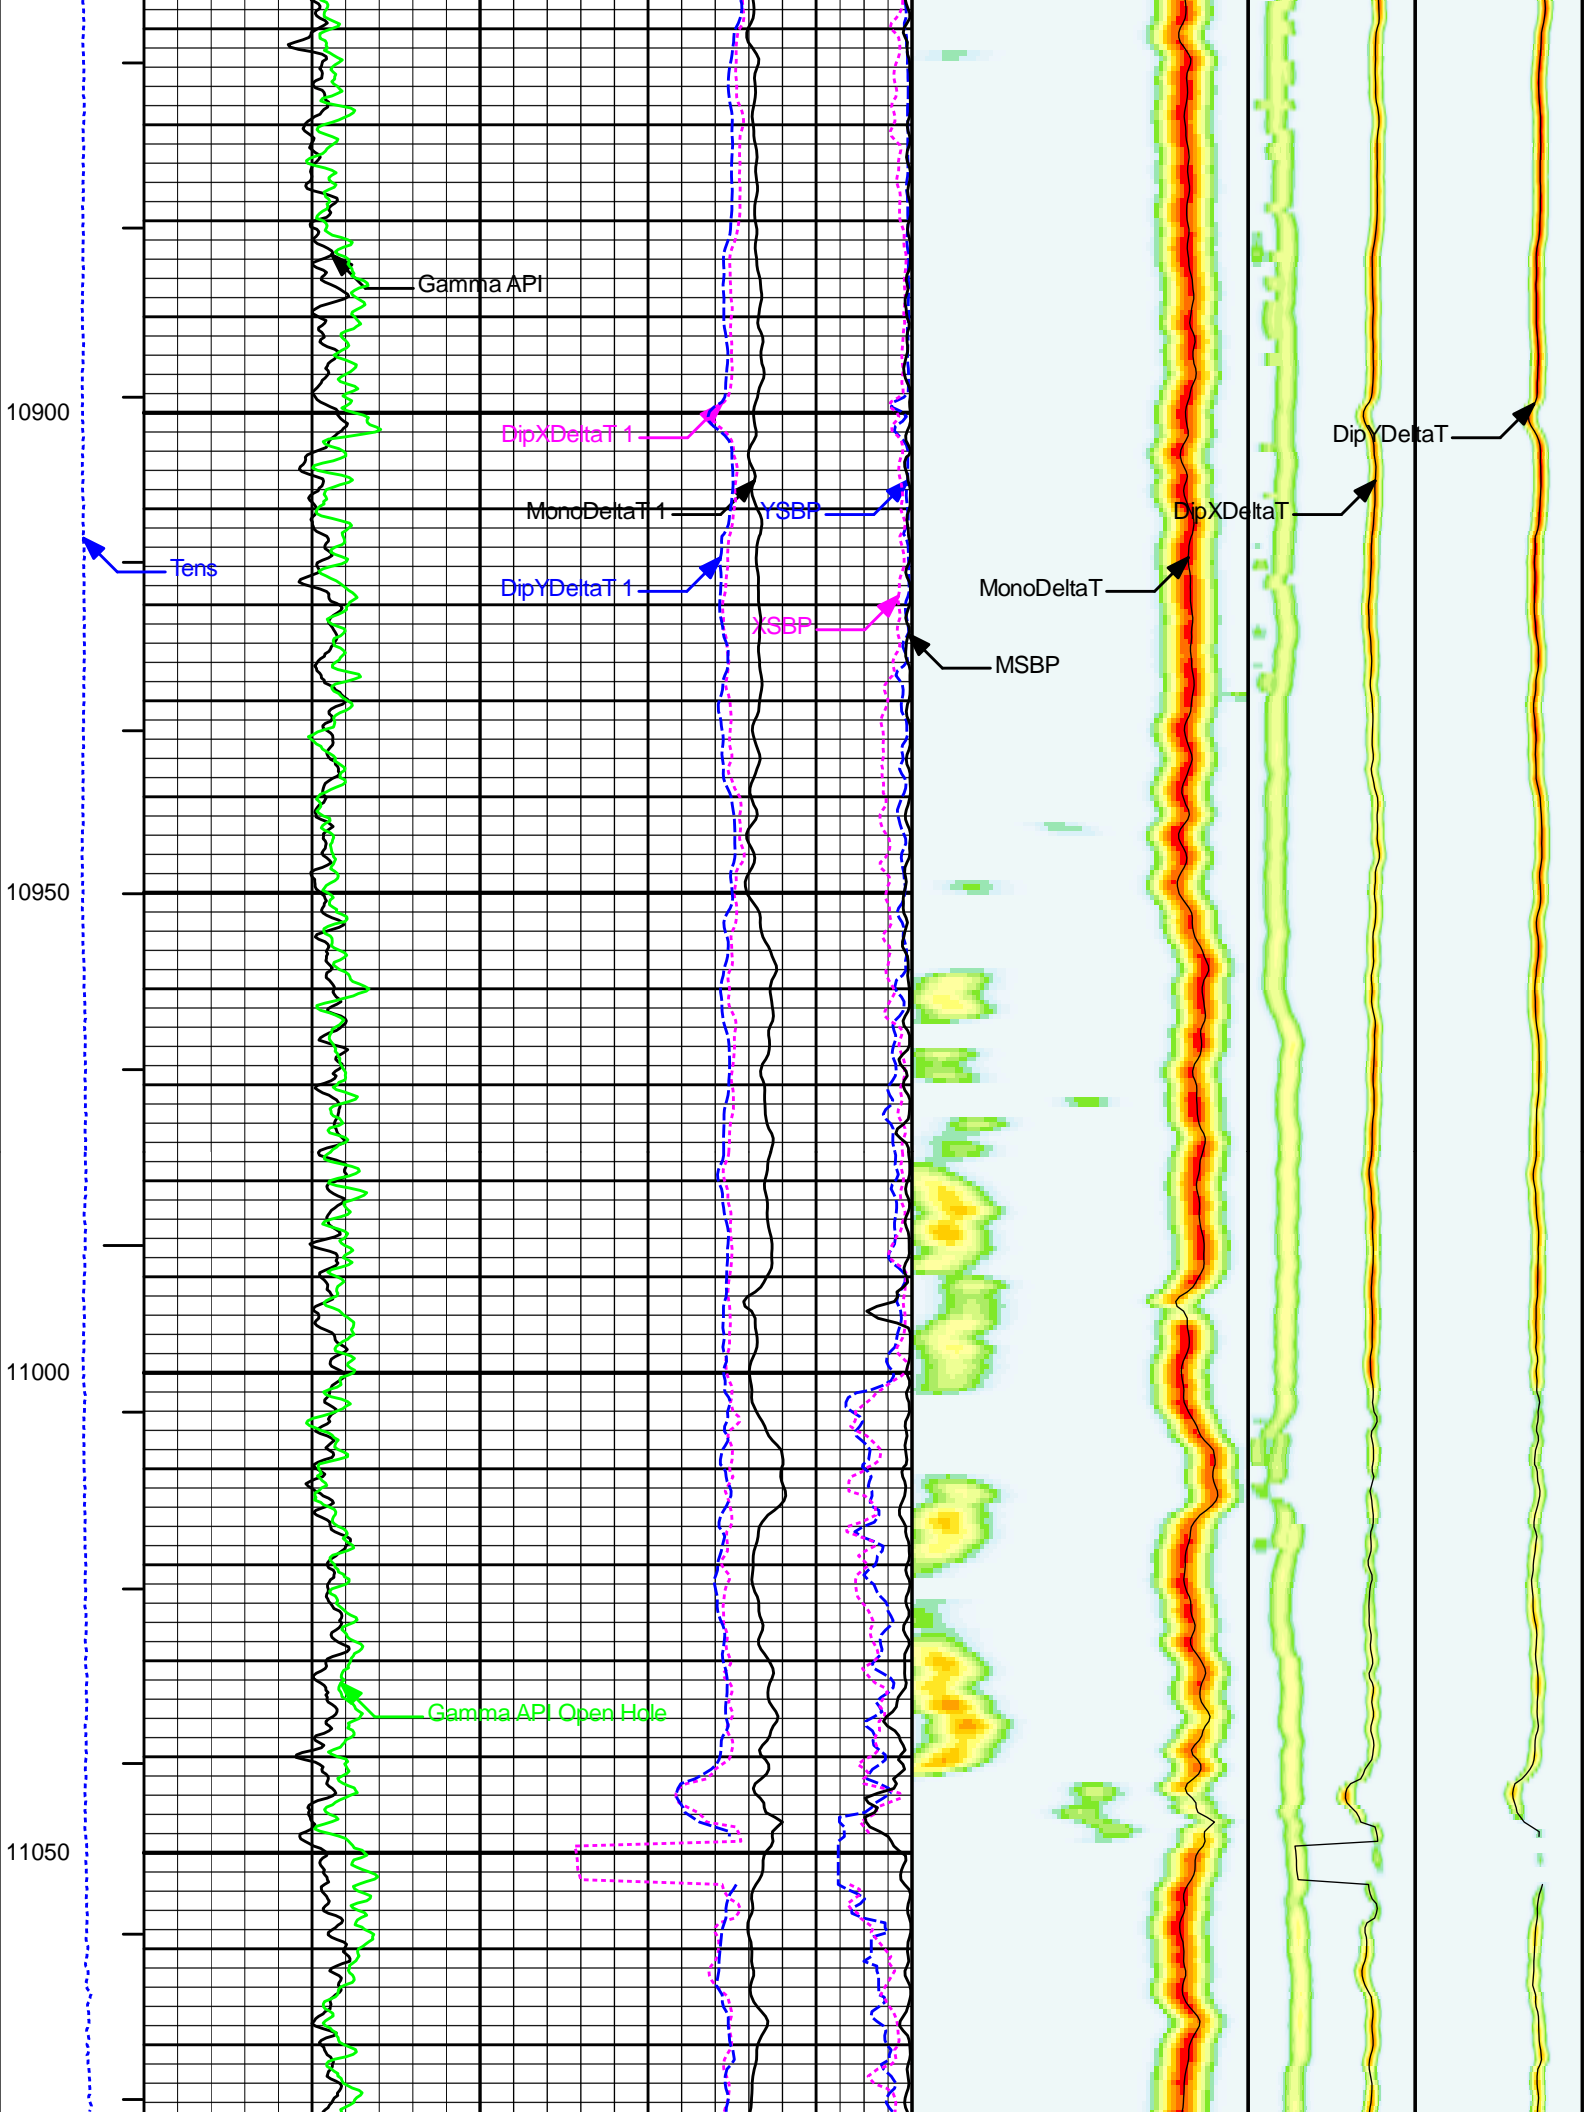 Gamma API
10900
DipXDeltaT 1
DipYDeltaT
MonoDeltaT 1
YSBP
DipXDeltaT
Tens
DipYDeltaT 1
MonoDeltaT
XSBP
MSBP
10950
11000
Gamma API Open Hole
11050